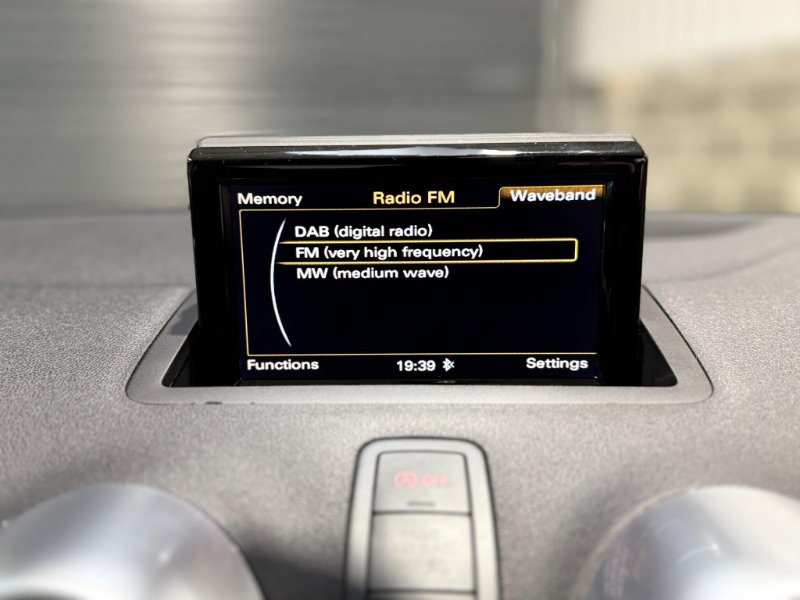 Memory Radio FM Waveband
DAB (digital radio)
FM (very high frequency)
MW (medium wave)
Functions 19:39 Settings
OFF